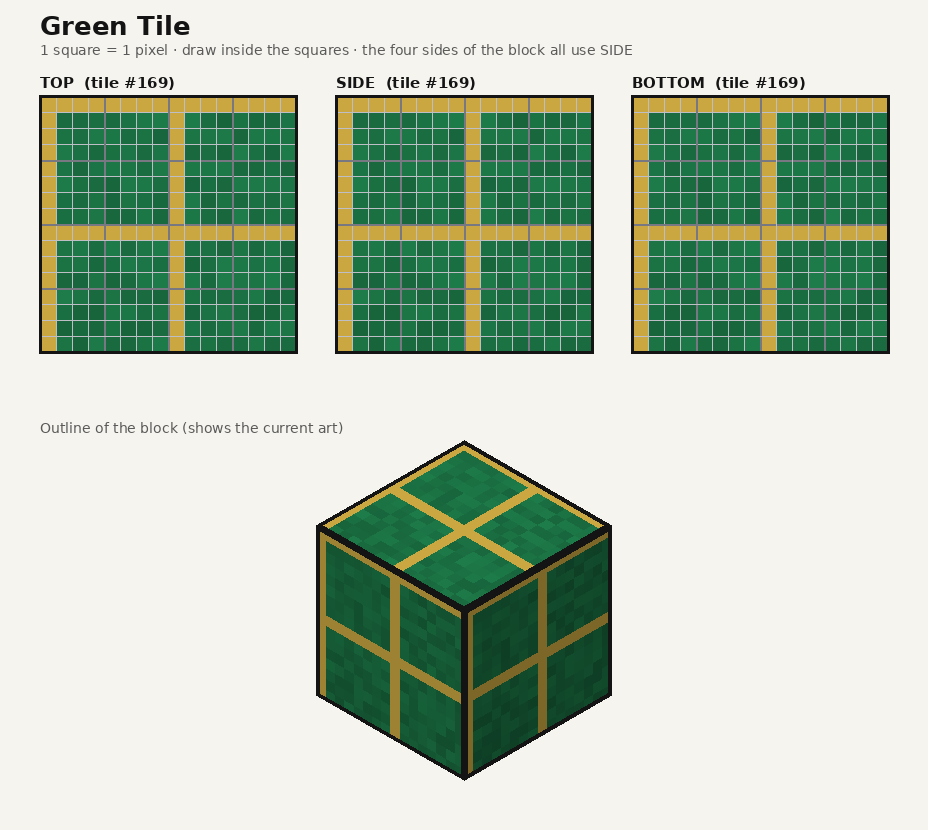 Green Tile
1 square = 1 pixel · draw inside the squares · the four sides of the block all use SIDE
TOP (tile #169)
SIDE (tile #169)
BOTTOM (tile #169)
Outline of the block (shows the current art)